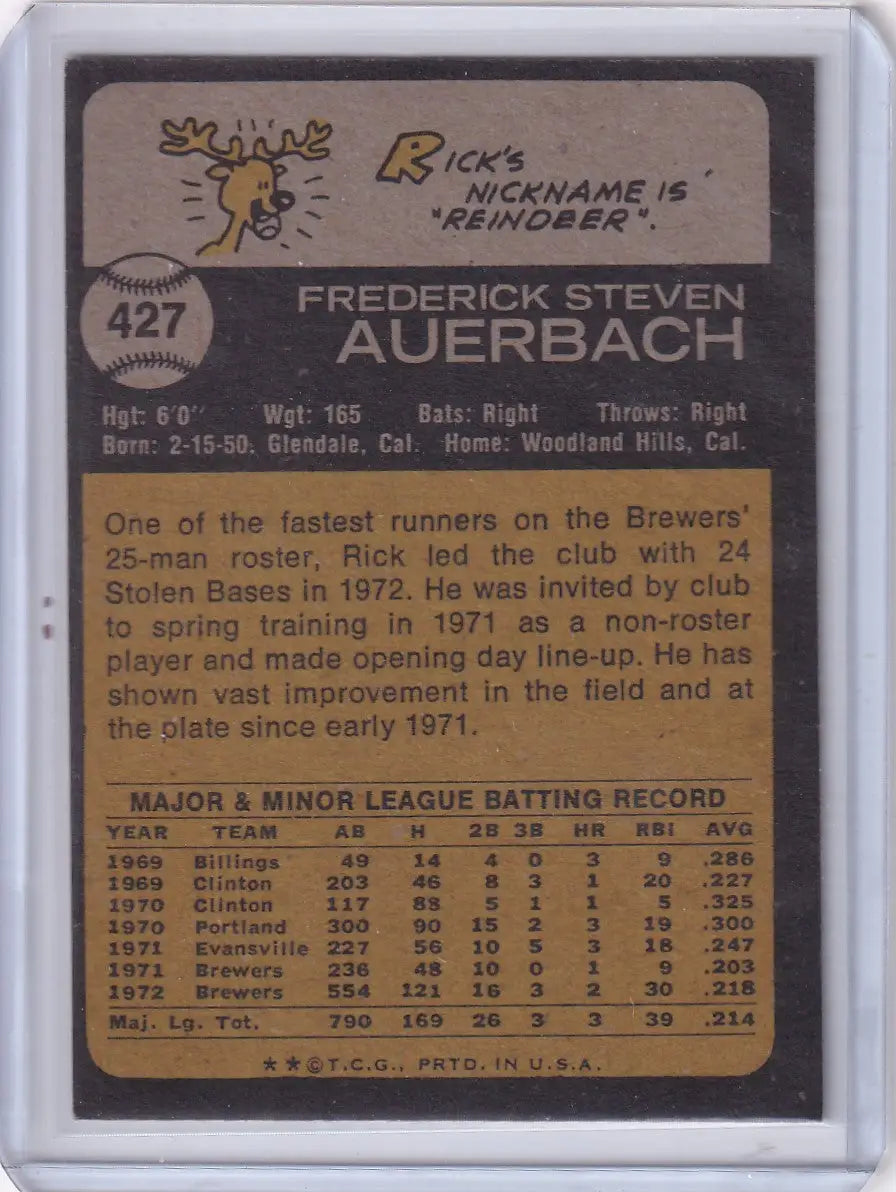 RICK'S
NICKNAME IS
"REINDEER".
427
FREDERICK STEVEN
AUERBACH
Hgt: 6'0" Wgt: 165 Bats: Right Throws: Right
Born: 2-15-50, Glendale, Cal. Home: Woodland Hills, Cal.
One of the fastest runners on the Brewers'
25-man roster, Rick led the club with 24
Stolen Bases in 1972. He was invited by club
to spring training in 1971 as a non-roster
player and made opening day line-up. He has
shown vast improvement in the field and at
the plate since early 1971.
MAJOR & MINOR LEAGUE BATTING RECORD
YEAR TEAM AB H 2B 3B HR RBI AVG
1969 Billings 49 14 4 0 3 9 .286
1969 Clinton 203 46 8 3 1 20 .227
1970 Clinton 117 88 5 1 1 5 .325
1970 Portland 300 90 15 2 3 19 .300
1971 Evansville 227 56 10 5 3 18 .247
1971 Brewers 236 48 10 0 1 9 .203
1972 Brewers 554 121 16 3 2 30 .218
Maj. Lg. Tot. 790 169 26 3 3 39 .214
**©T.C.G., PRTD. IN U.S.A.